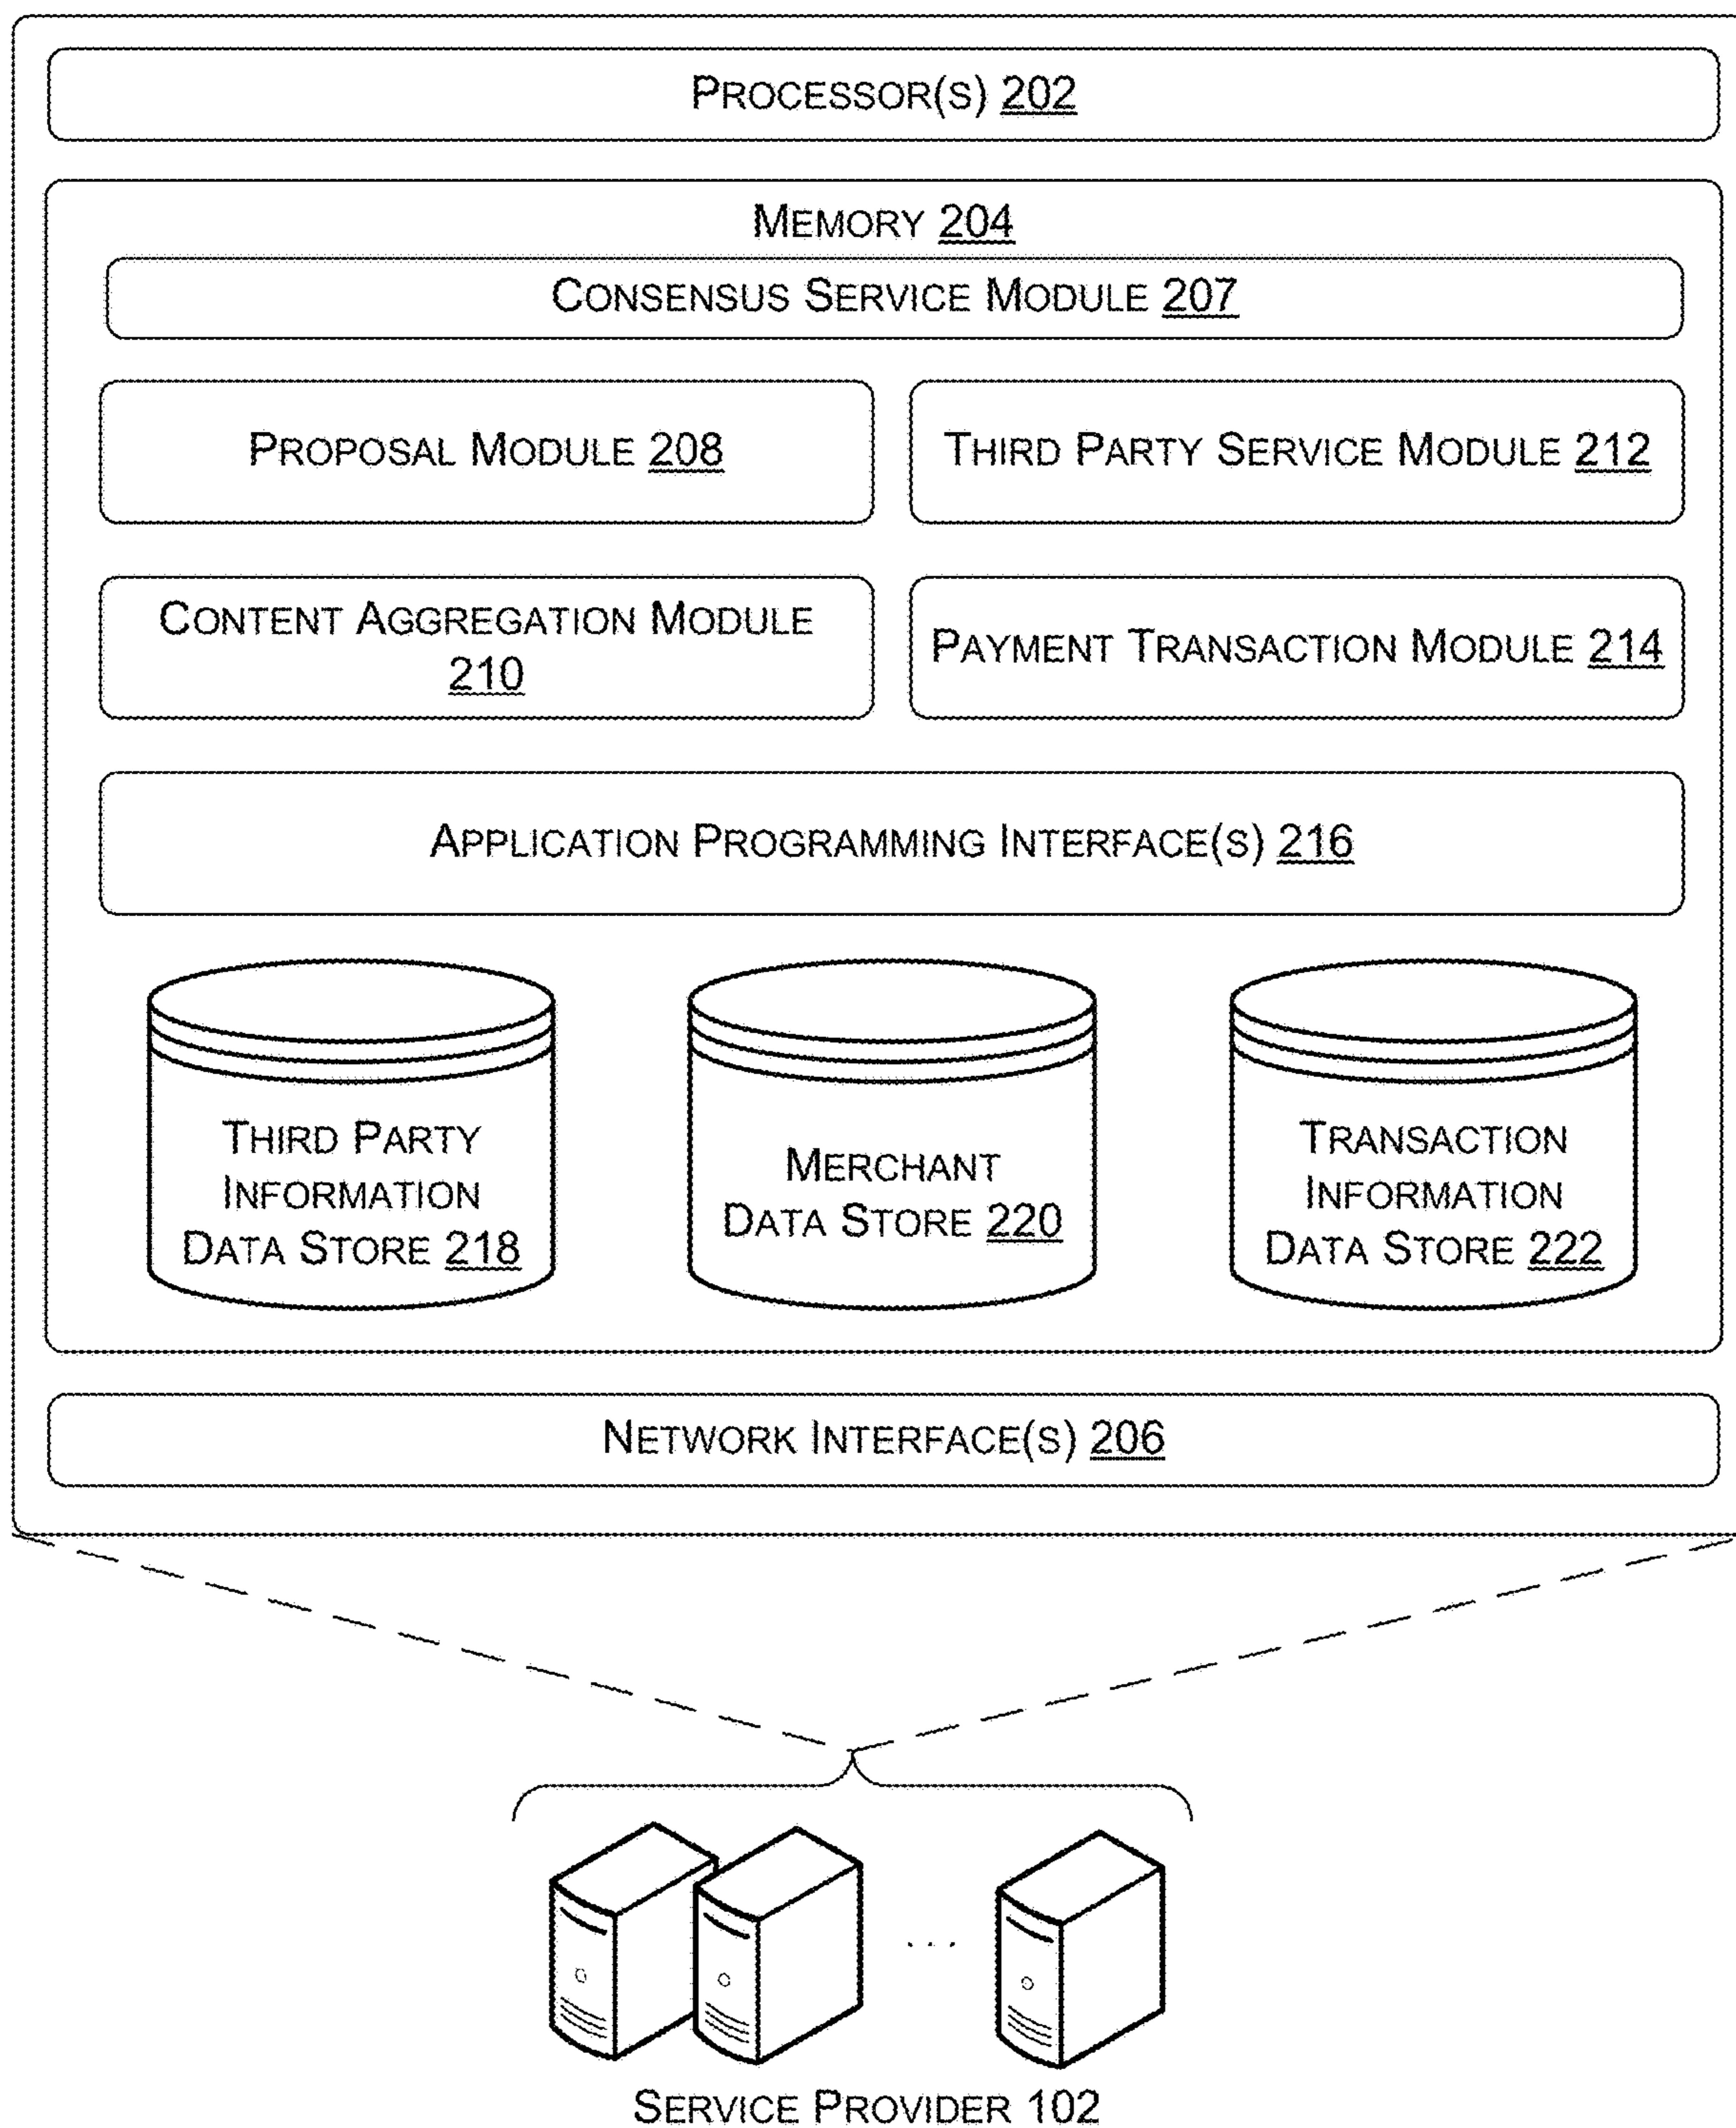 PROCESSOR(S) 202
MEMORY 204
CONSENSUS SERVICE MODULE 207
PROPOSAL MODULE 208
THIRD PARTY SERVICE MODULE 212
CONTENT AGGREGATION MODULE
210
PAYMENT TRANSACTION MODULE 214
APPLICATION PROGRAMMING INTERFACE(S) 216
THIRD PARTY
INFORMATION
DATA STORE 218
MERCHANT
DATA STORE 220
TRANSACTION
INFORMATION
DATA STORE 222
NETWORK INTERFACE(S) 206
...
SERVICE PROVIDER 102